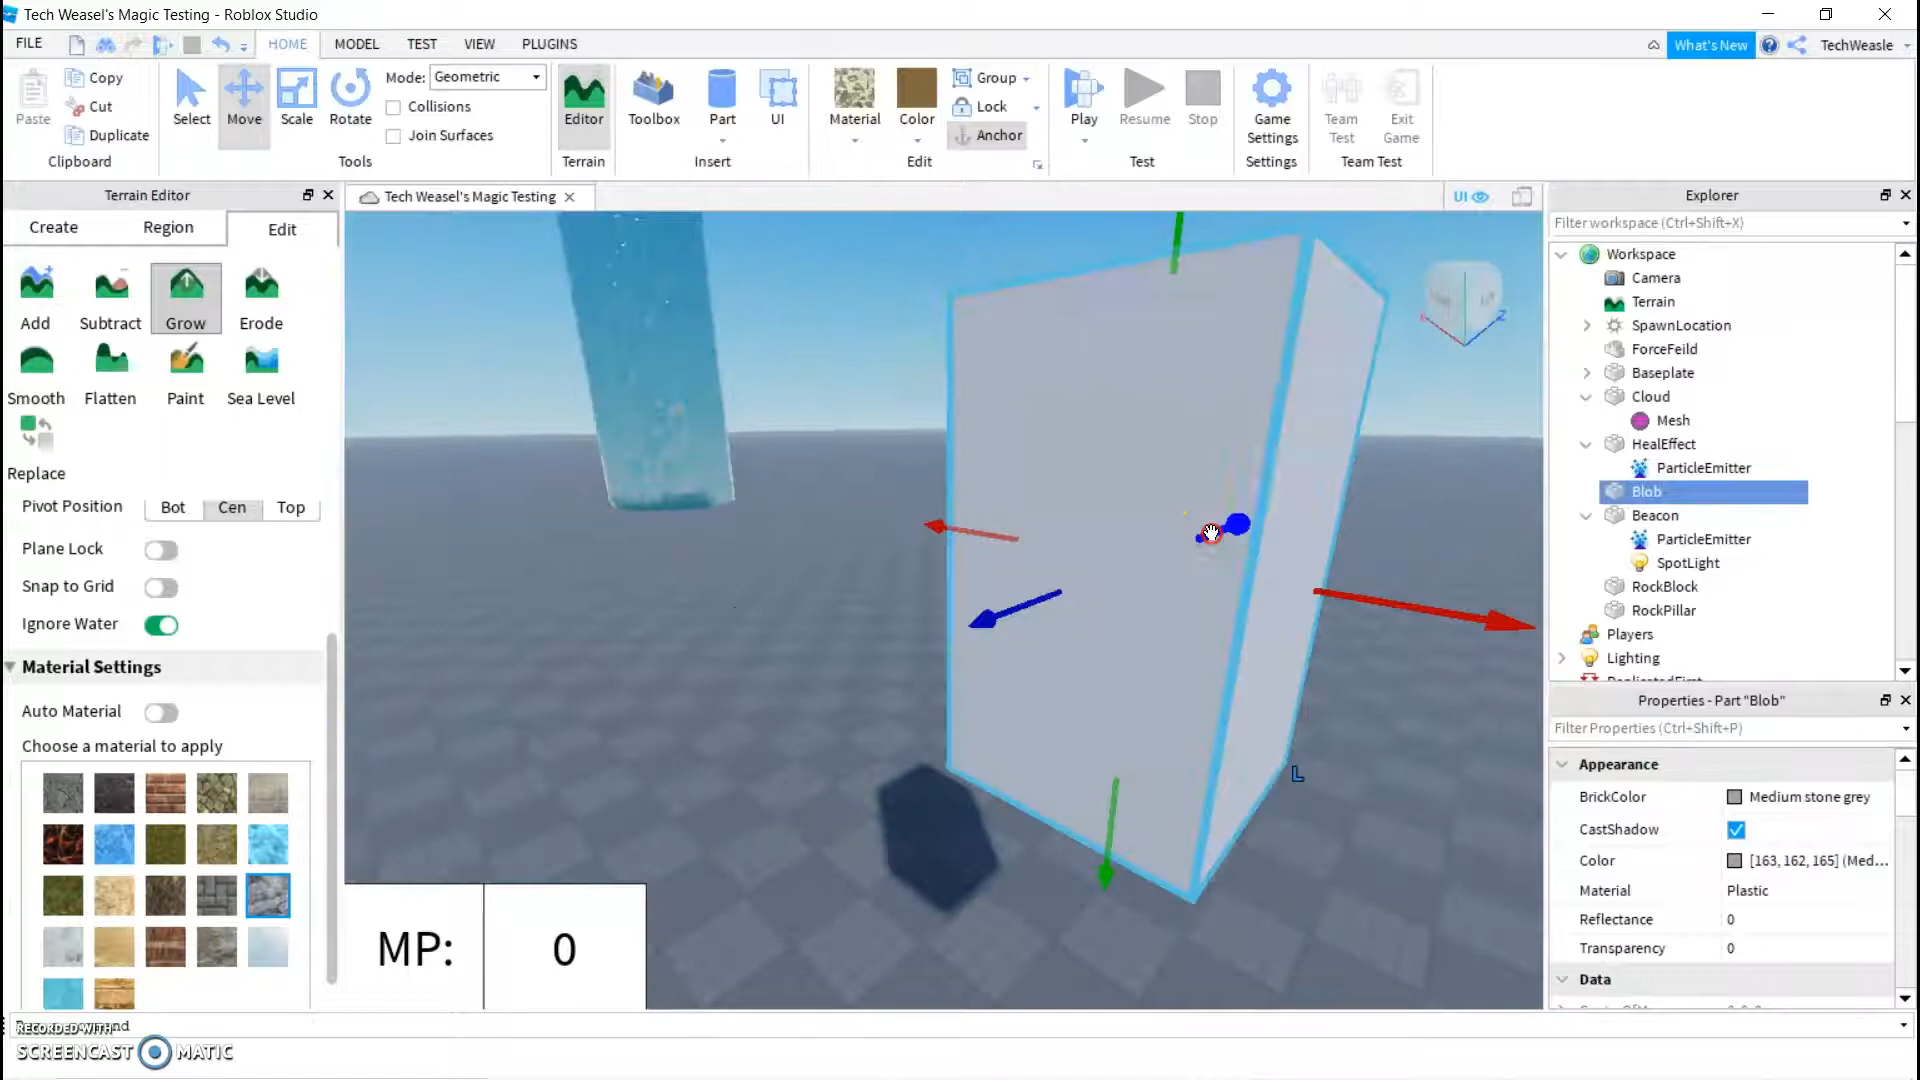 Tech Weasel's Magic Testing - Roblox Studio
FILE HOME MODEL TEST VIEW PLUGINS What's New TechWeasle
Paste Copy Cut Duplicate Clipboard
Select Move Scale Rotate Mode: Geometric Collisions Join Surfaces Tools
Editor Terrain
Toolbox Part UI Insert
Material Color Group Lock Anchor Edit
Play Resume Stop Test
Game Settings Settings
Team Test Exit Game Team Test
Terrain Editor
Create Region Edit
Add Subtract Grow Erode
Smooth Flatten Paint Sea Level
Replace
Pivot Position Bot Cen Top
Plane Lock
Snap to Grid
Ignore Water
Material Settings
Auto Material
Choose a material to apply
Tech Weasel's Magic Testing
UI
Z
L
MP: 0
Explorer
Filter workspace (Ctrl+Shift+X)
Workspace
Camera
Terrain
SpawnLocation
ForceFeild
Baseplate
Cloud
Mesh
HealEffect
ParticleEmitter
Blob
Beacon
ParticleEmitter
SpotLight
RockBlock
RockPillar
Players
Lighting
Properties - Part "Blob"
Filter Properties (Ctrl+Shift+P)
Appearance
BrickColor Medium stone grey
CastShadow
Color [163, 162, 165] (Med...
Material Plastic
Reflectance 0
Transparency 0
Data
RECORDED WITH
SCREENCAST MATIC